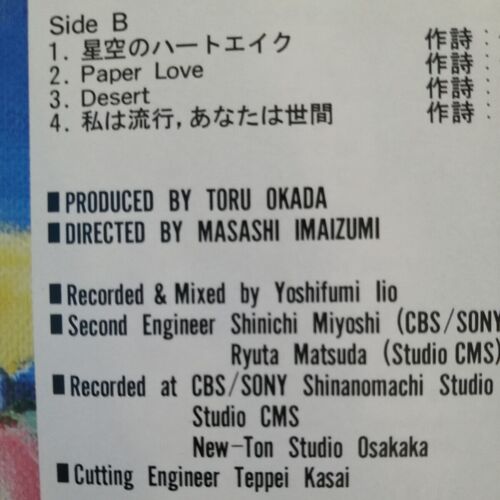 Side B
1. 星空のハートエイク 作詩:
2. Paper Love 作詩:
3. Desert 作詩:
4. 私は流行,あなたは世間 作詩:
■PRODUCED BY TORU OKADA
■DIRECTED BY MASASHI IMAIZUMI
■Recorded & Mixed by Yoshifumi Iio
■Second Engineer Shinichi Miyoshi (CBS/SONY
Ryuta Matsuda (Studio CMS)
■Recorded at CBS/SONY Shinanomachi Studio
Studio CMS
New-Ton Studio Osakaka
■Cutting Engineer Teppei Kasai